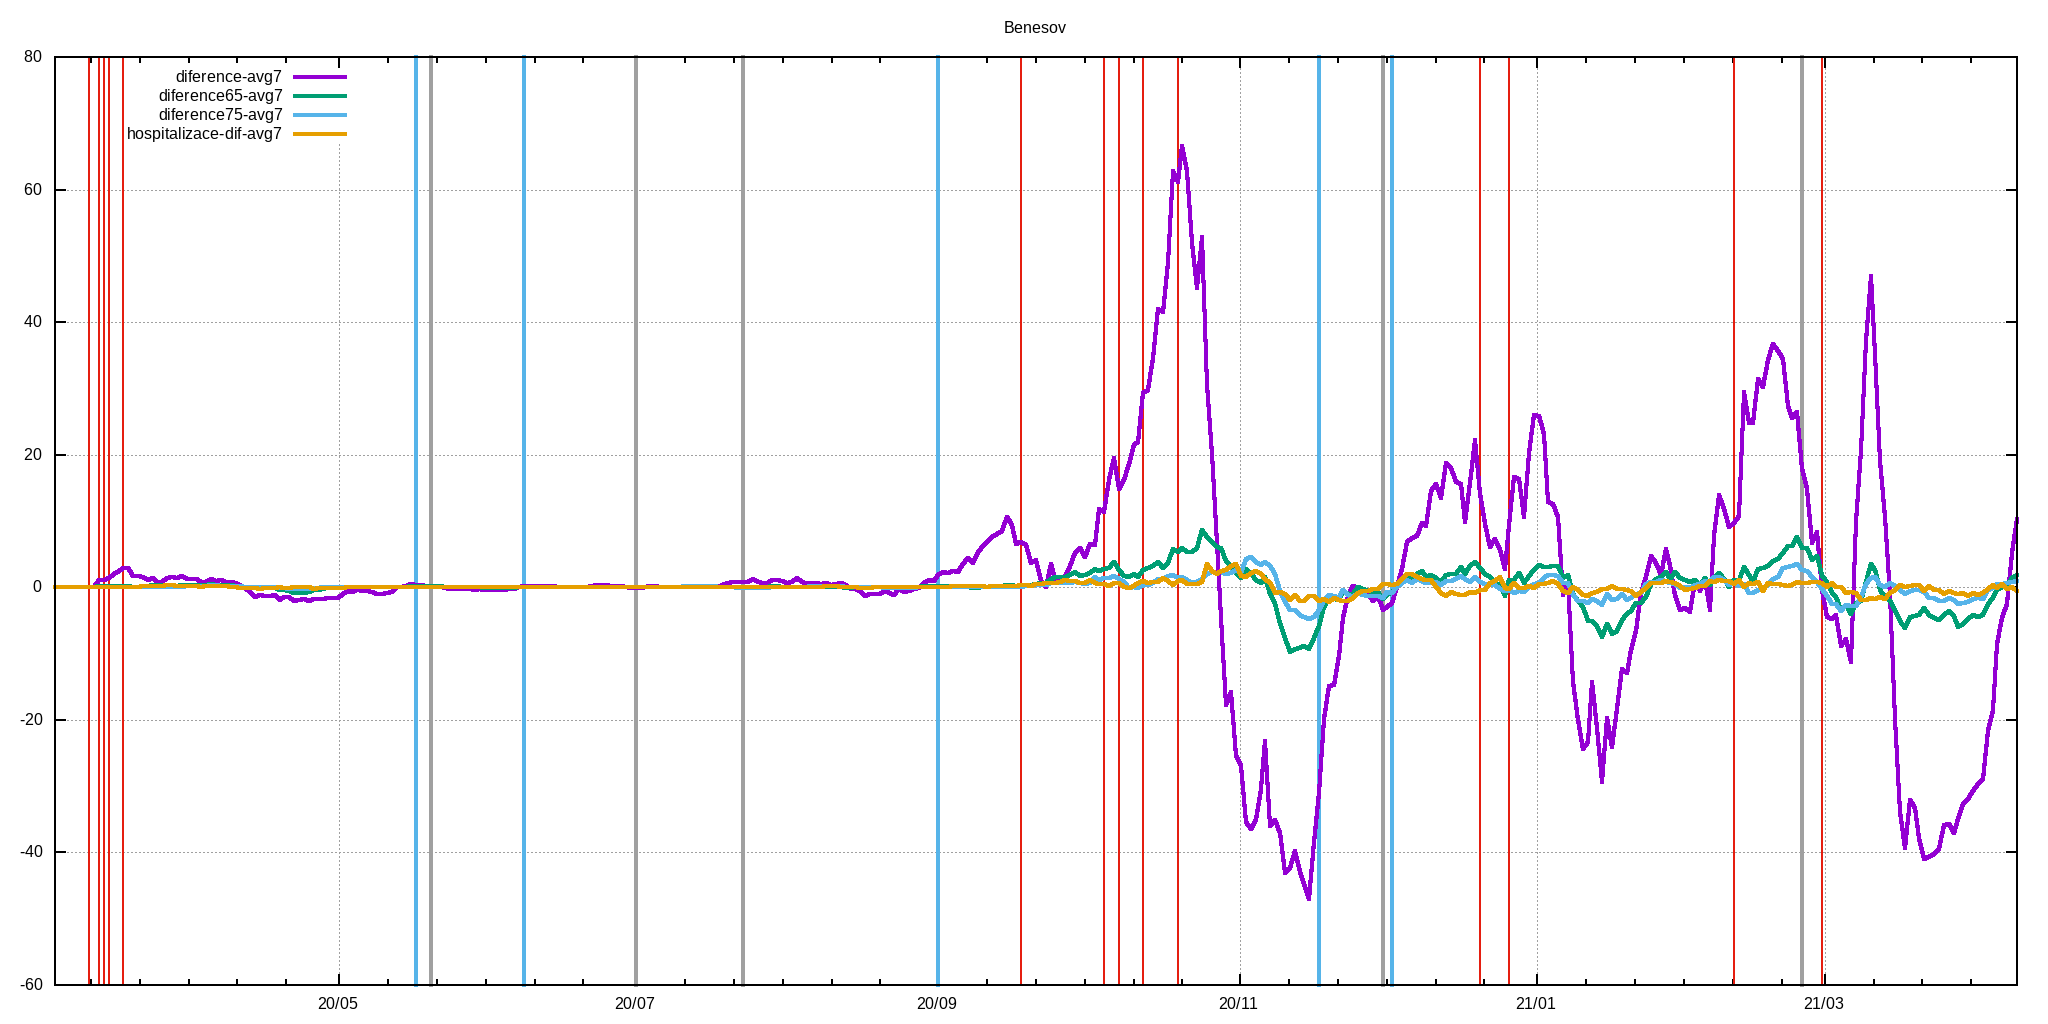 Benesov
diference-avg7
diference65-avg7
diference75-avg7
hospitalizace-dif-avg7
80
60
40
20
0
-20
-40
-60
20/05 20/07 20/09 20/11 21/01 21/03